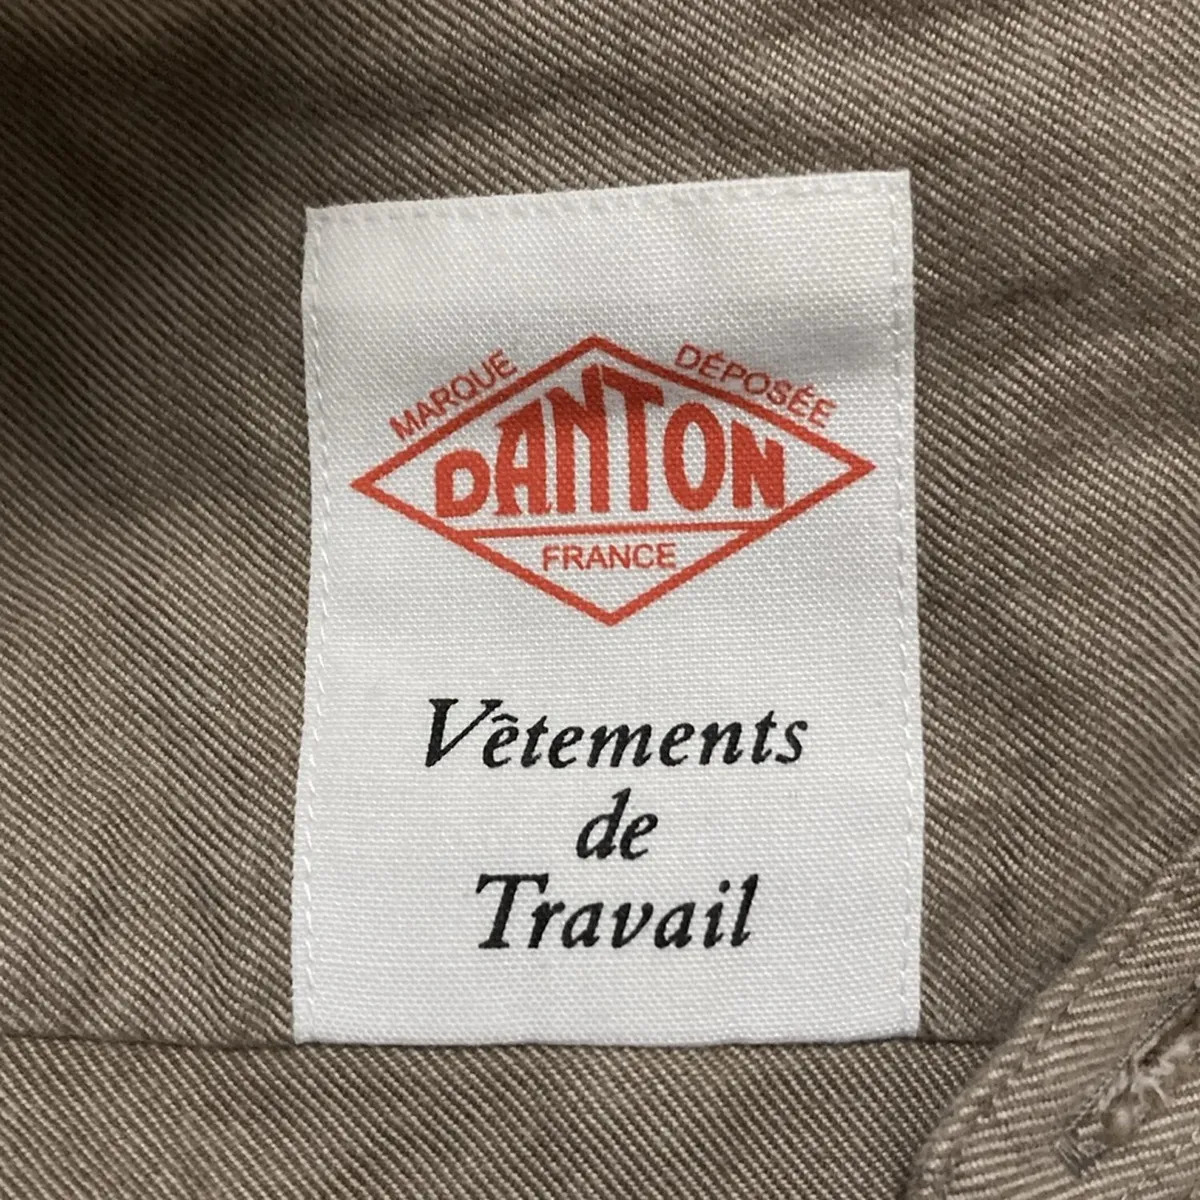 MARQUE DÉPOSÉE
DANTON
FRANCE
Vêtements
de
Travail